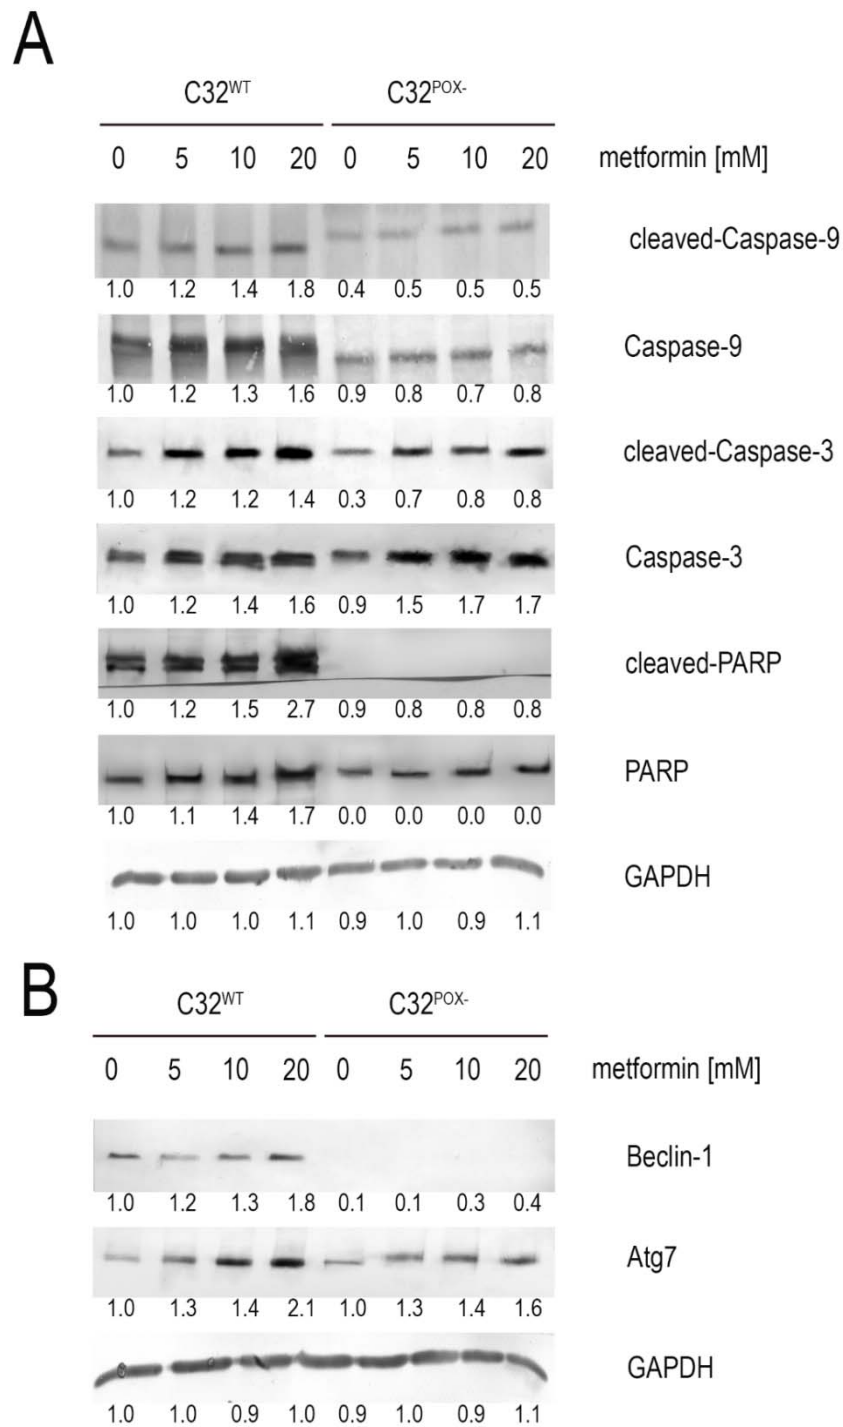 A
C32WT C32POX-
0 5 10 20 0 5 10 20 metformin [mM]
cleaved-Caspase-9
1.0 1.2 1.4 1.8 0.4 0.5 0.5 0.5
Caspase-9
1.0 1.2 1.3 1.6 0.9 0.8 0.7 0.8
cleaved-Caspase-3
1.0 1.2 1.2 1.4 0.3 0.7 0.8 0.8
Caspase-3
1.0 1.2 1.4 1.6 0.9 1.5 1.7 1.7
cleaved-PARP
1.0 1.2 1.5 2.7 0.9 0.8 0.8 0.8
PARP
1.0 1.1 1.4 1.7 0.0 0.0 0.0 0.0
GAPDH
1.0 1.0 1.0 1.1 0.9 1.0 0.9 1.1
B
C32WT C32POX-
0 5 10 20 0 5 10 20 metformin [mM]
Beclin-1
1.0 1.2 1.3 1.8 0.1 0.1 0.3 0.4
Atg7
1.0 1.3 1.4 2.1 1.0 1.3 1.4 1.6
GAPDH
1.0 1.0 0.9 1.0 0.9 1.0 0.9 1.1